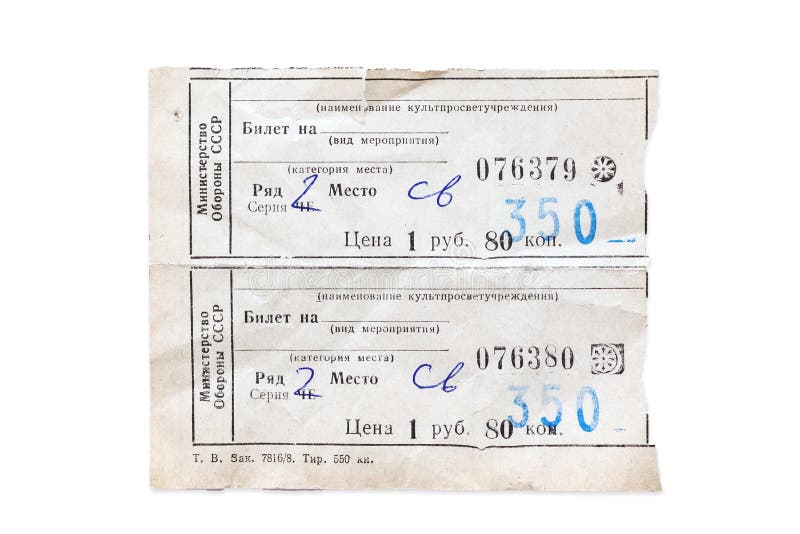 Министерство
Обороны СССР
(наименование культпросветучреждения)
Билет на
(вид мероприятия)
(категория места)
076379
Ряд 2 Место св
Серия ЧЕ
350
Цена 1 руб. 80 коп.
Министерство
Обороны СССР
(наименование культпросветучреждения)
Билет на
(вид мероприятия)
(категория места)
076380
Ряд 2 Место св
Серия ЧЕ
350
Цена 1 руб. 80 коп.
Т. В. Зак. 7816/8. Тир. 550 кн.